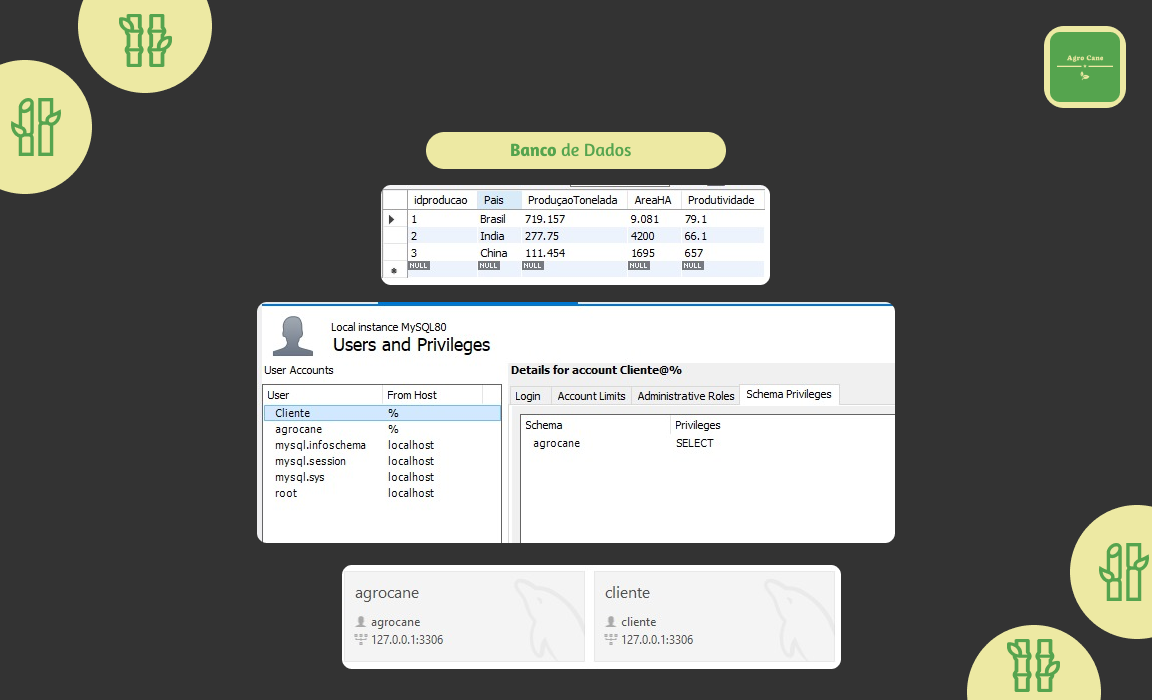 Agro Cane
Banco de Dados
idproducao Pais ProduçaoTonelada AreaHA Produtividade
1 Brasil 719.157 9.081 79.1
2 India 277.75 4200 66.1
3 China 111.454 1695 657
NULL NULL NULL NULL NULL
Local instance MySQL80
Users and Privileges
User Accounts
Details for account Cliente@%
User From Host
Login Account Limits Administrative Roles Schema Privileges
Cliente %
agrocane %
mysql.infoschema localhost
mysql.session localhost
mysql.sys localhost
root localhost
Schema Privileges
agrocane SELECT
agrocane
agrocane
127.0.0.1:3306
cliente
cliente
127.0.0.1:3306